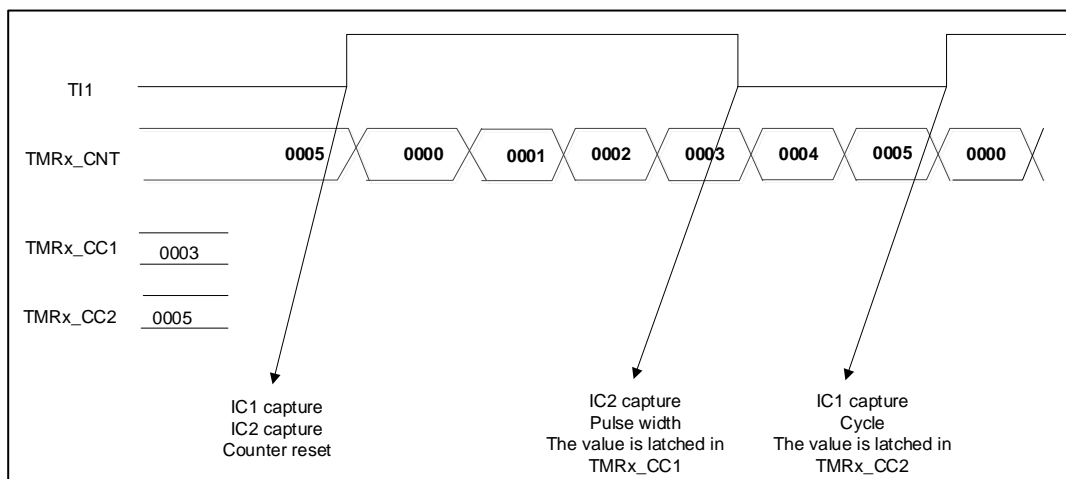 TI1
TMRx_CNT
0005 0000 0001 0002 0003 0004 0005 0000
TMRx_CC1
0003
TMRx_CC2
0005
IC1 capture
IC2 capture
Counter reset
IC2 capture
Pulse width
The value is latched in
TMRx_CC1
IC1 capture
Cycle
The value is latched in
TMRx_CC2